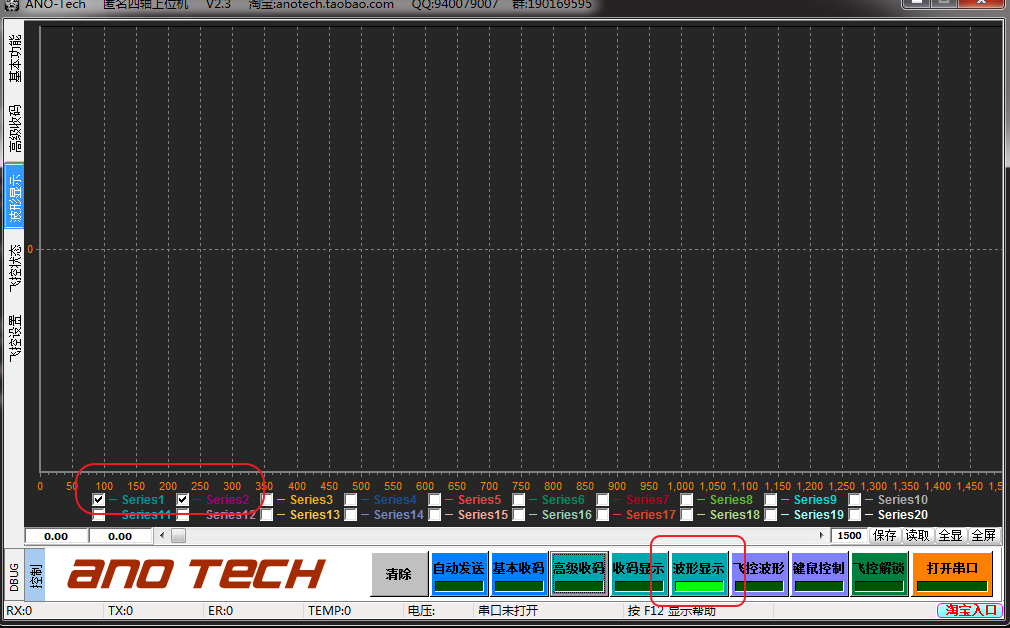 ANO-Tech 匿名四轴上位机 V2.3 淘宝:anotech.taobao.com QQ:940079007 群:190169595
基本功能
高级收码
波形显示
飞控状态
飞控设置
0
0 50 100 150 200 250 300 350 400 450 500 550 600 650 700 750 800 850 900 950 1,000 1,050 1,100 1,150 1,200 1,250 1,300 1,350 1,400 1,450 1,5
Series1 Series2 Series3 Series4 Series5 Series6 Series7 Series8 Series9 Series10
Series11 Series12 Series13 Series14 Series15 Series16 Series17 Series18 Series19 Series20
0.00 0.00 1500 保存 读取 全显 全屏
DEBUG 控制
ANO TECH
清除 自动发送 基本收码 高级收码 收码显示 波形显示 飞控波形 键鼠控制 飞控解锁 打开串口
RX:0 TX:0 ER:0 TEMP:0 电压: 串口未打开 按 F12 显示帮助 淘宝入口